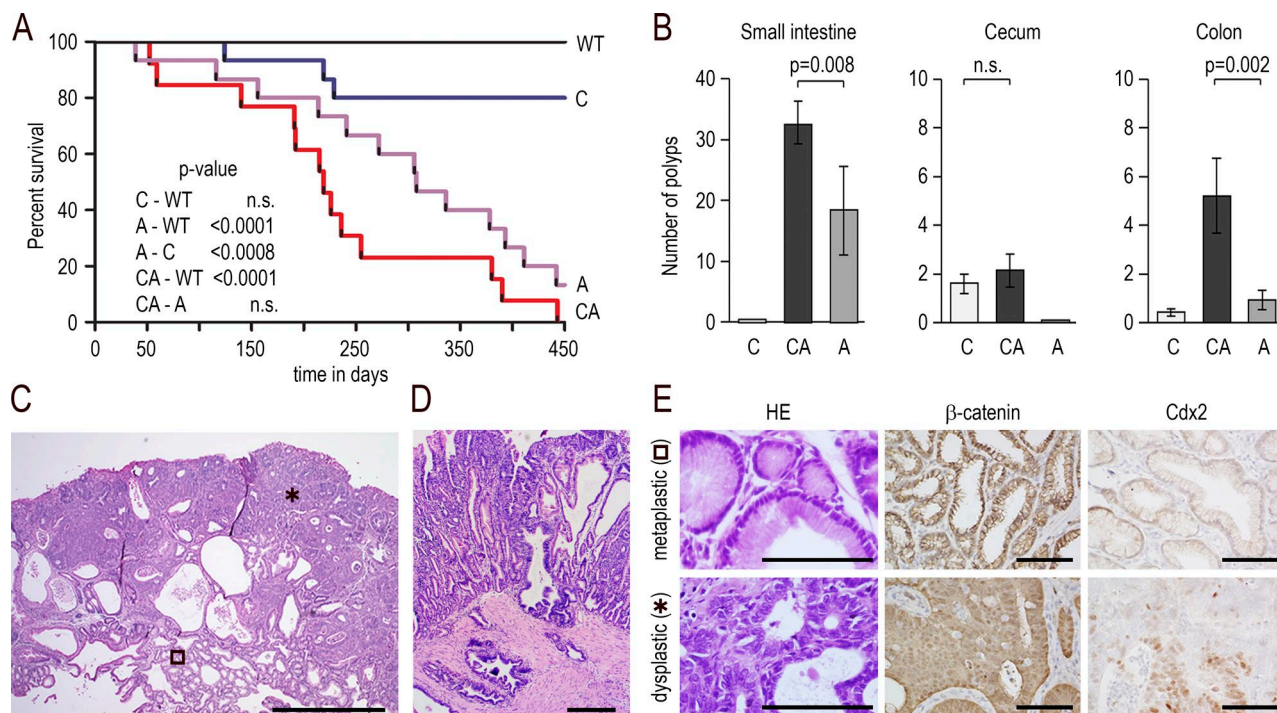 A
100
80
60
40
20
0
Percent survival
WT
C
A
CA
p-value
C - WT n.s.
A - WT <0.0001
A - C <0.0008
CA - WT <0.0001
CA - A n.s.
0 50 150 250 350 450
time in days
B
Small intestine
p=0.008
Number of polyps
40
30
20
10
0
C CA A
Cecum
n.s.
10
8
6
4
2
0
C CA A
Colon
p=0.002
10
8
6
4
2
0
C CA A
C
*
D
E
HE β-catenin Cdx2
metaplastic (□)
dysplastic (*)